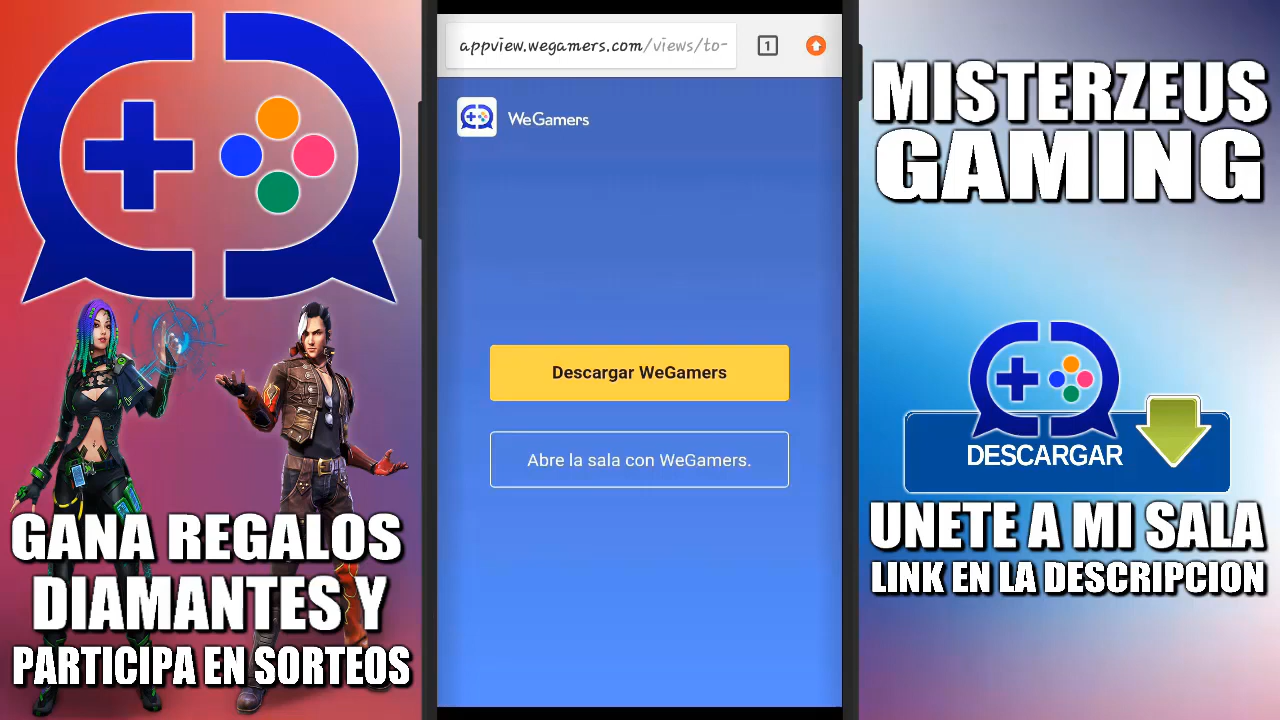 GANA REGALOS
DIAMANTES Y
PARTICIPA EN SORTEOS
appview.wegamers.com/views/to-
1
WeGamers
Descargar WeGamers
Abre la sala con WeGamers.
MISTERZEUS
GAMING
DESCARGAR
UNETE A MI SALA
LINK EN LA DESCRIPCION